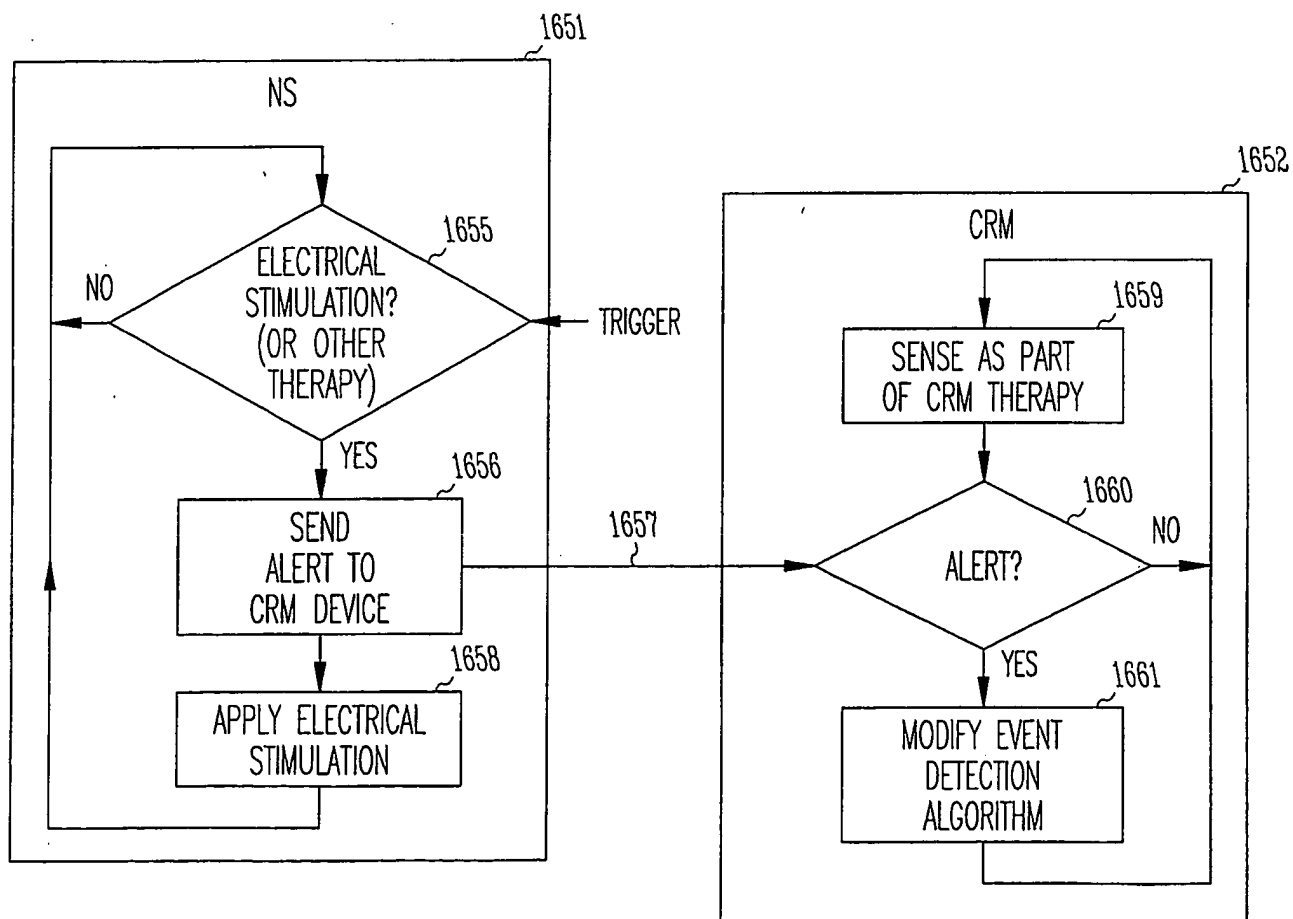 1651
NS
1655
ELECTRICAL
STIMULATION?
(OR OTHER
THERAPY)
NO
TRIGGER
YES
1656
SEND
ALERT TO
CRM DEVICE
1657
1658
APPLY ELECTRICAL
STIMULATION
1652
CRM
1659
SENSE AS PART
OF CRM THERAPY
1660
ALERT?
NO
YES
1661
MODIFY EVENT
DETECTION
ALGORITHM